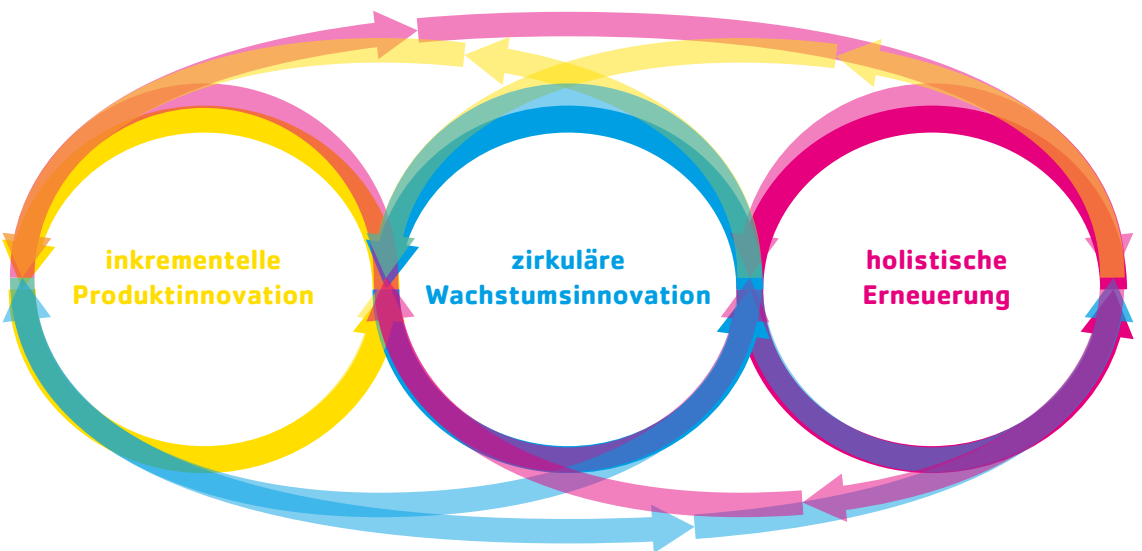 inkrementelle
Produktinnovation
zirkuläre
Wachstumsinnovation
holistische
Erneuerung